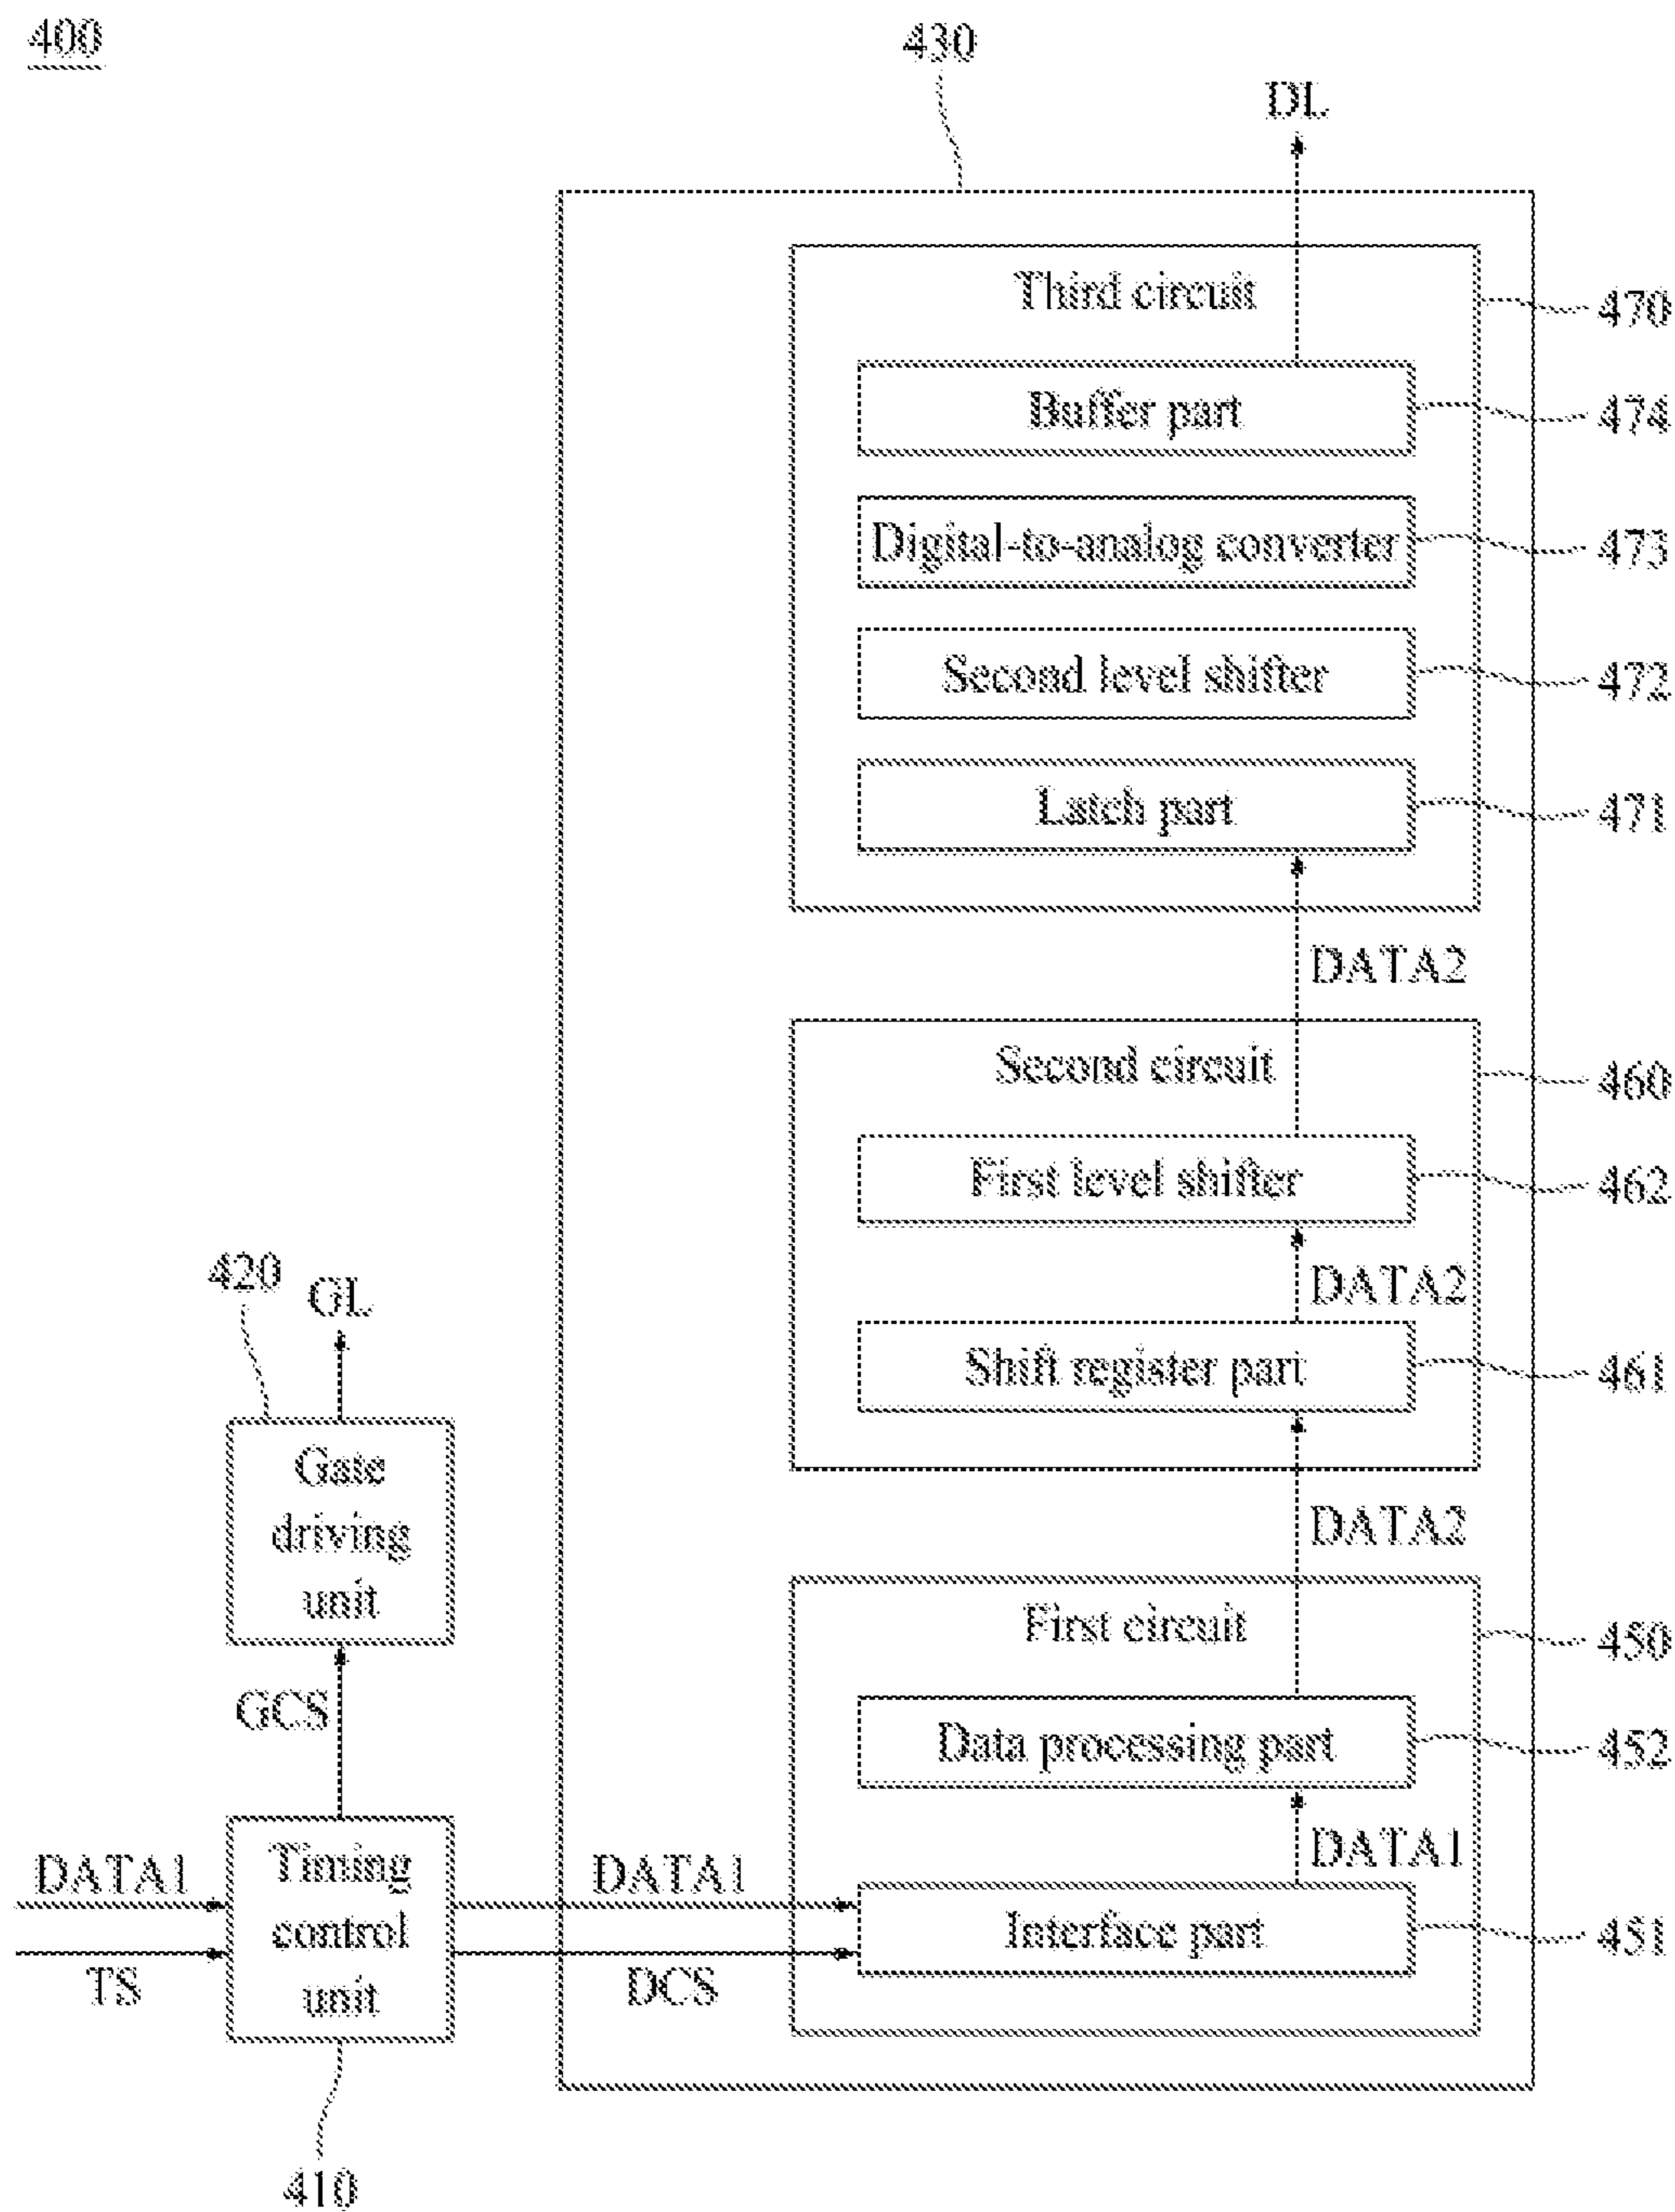 400
430
DL
Third circuit
470
Buffer part
474
Digital-to-analog converter
473
Second level shifter
472
Latch part
471
DATA2
Second circuit
460
First level shifter
462
420
GL
DATA2
Shift register part
461
Gate
driving
unit
DATA2
First circuit
450
GCS
Data processing part
452
DATA1
Timing
control
unit
DATA1
DATA1
Interface part
451
TS
DCS
410